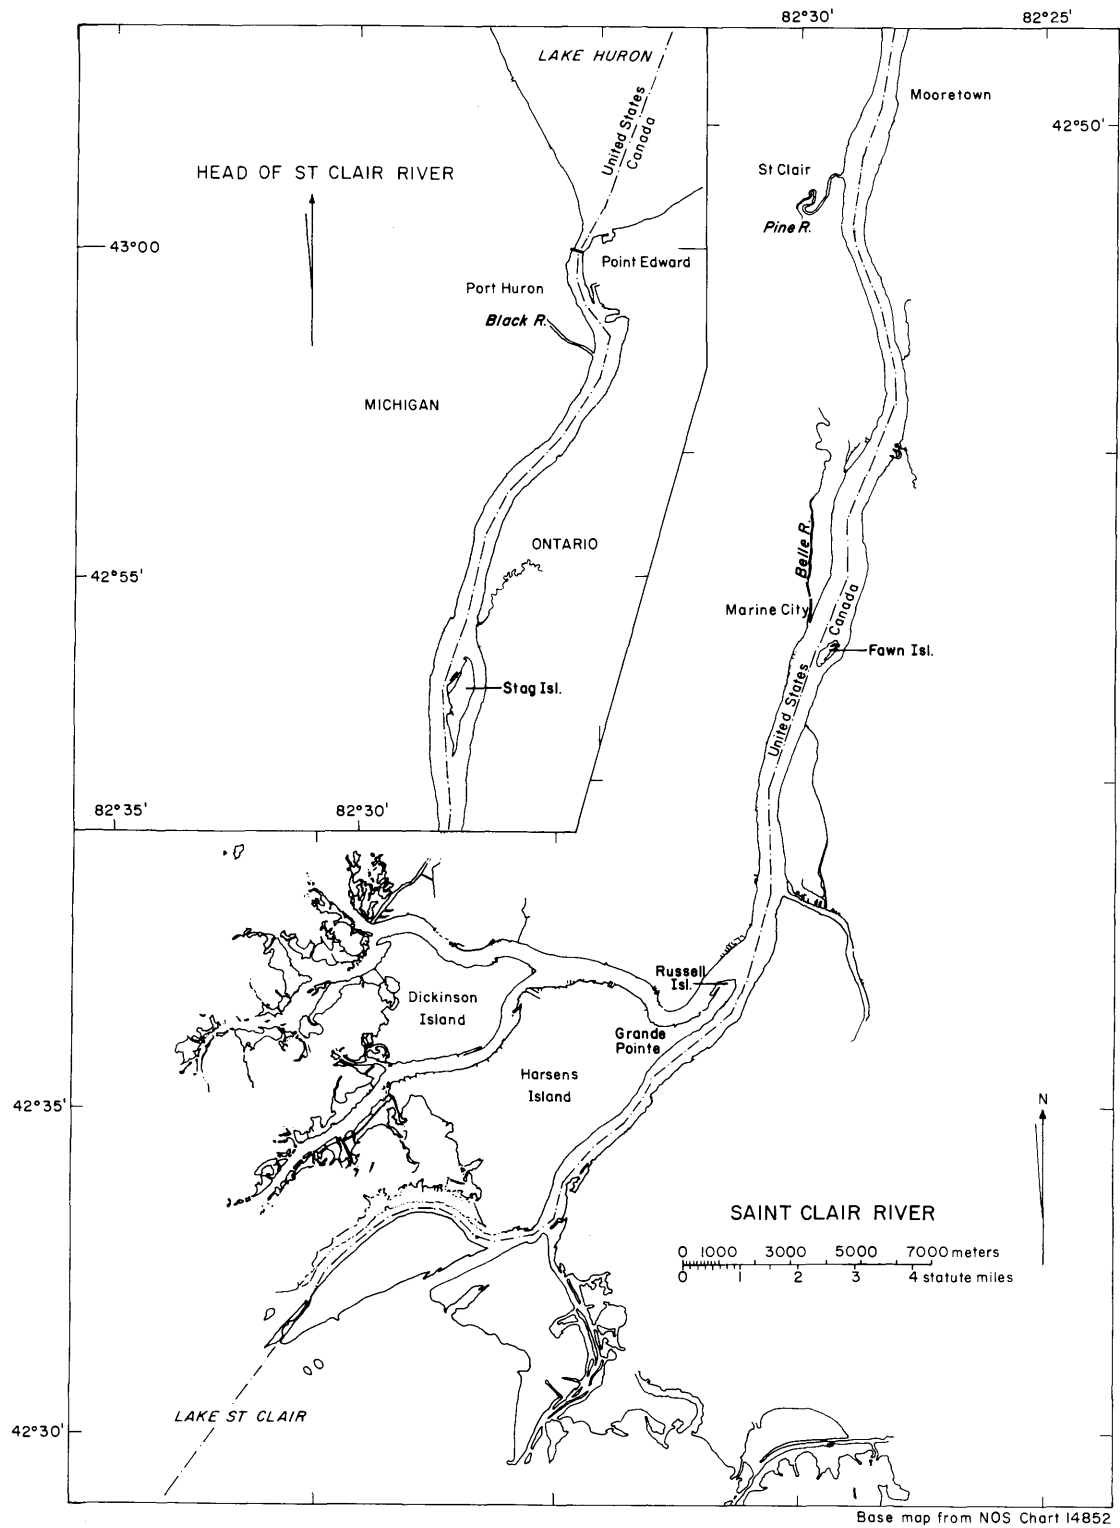 82°30'
82°25'
LAKE HURON
United States
Canada
Mooretown
42°50'
HEAD OF ST CLAIR RIVER
St Clair
Pine R.
43°00
Point Edward
Port Huron
Black R.
MICHIGAN
ONTARIO
42°55'
Belle R.
Marine City
Canada
United States
Fawn Isl.
Stag Isl.
82°35'
82°30'
Russell
Isl.
Dickinson
Island
Grande
Pointe
Harsens
Island
42°35'
N
SAINT CLAIR RIVER
0 1000 3000 5000 7000 meters
0 1 2 3 4 statute miles
LAKE ST CLAIR
42°30'
Base map from NOS Chart 14852